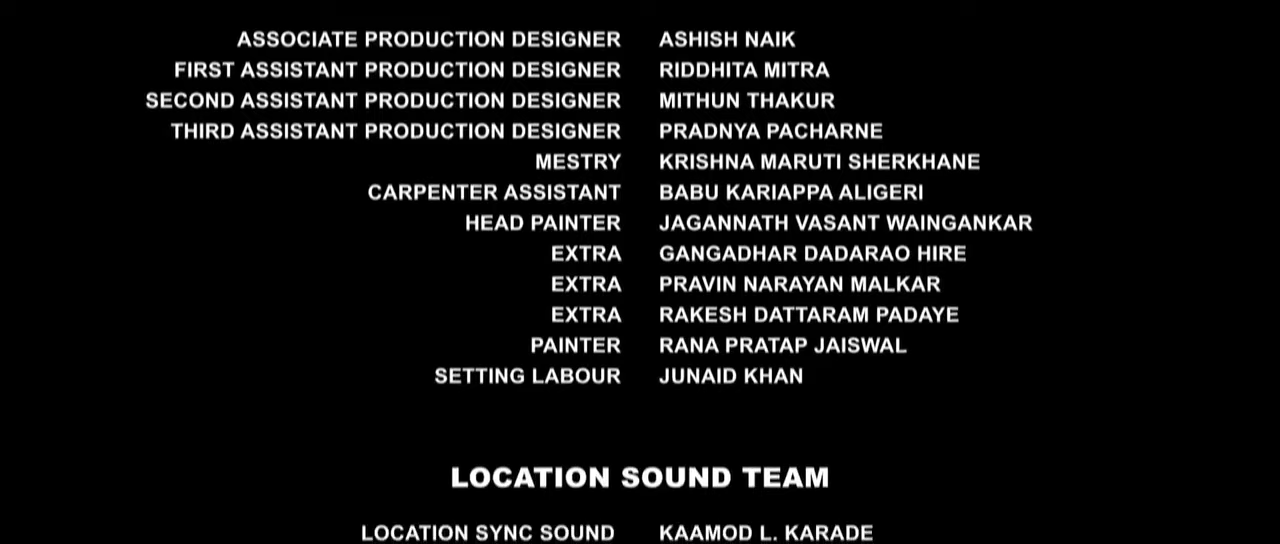 ASSOCIATE PRODUCTION DESIGNER ASHISH NAIK
FIRST ASSISTANT PRODUCTION DESIGNER RIDDHITA MITRA
SECOND ASSISTANT PRODUCTION DESIGNER MITHUN THAKUR
THIRD ASSISTANT PRODUCTION DESIGNER PRADNYA PACHARNE
MESTRY KRISHNA MARUTI SHERKHANE
CARPENTER ASSISTANT BABU KARIAPPA ALIGERI
HEAD PAINTER JAGANNATH VASANT WAINGANKAR
EXTRA GANGADHAR DADARAO HIRE
EXTRA PRAVIN NARAYAN MALKAR
EXTRA RAKESH DATTARAM PADAYE
PAINTER RANA PRATAP JAISWAL
SETTING LABOUR JUNAID KHAN
LOCATION SOUND TEAM
LOCATION SYNC SOUND KAAMOD L. KARADE